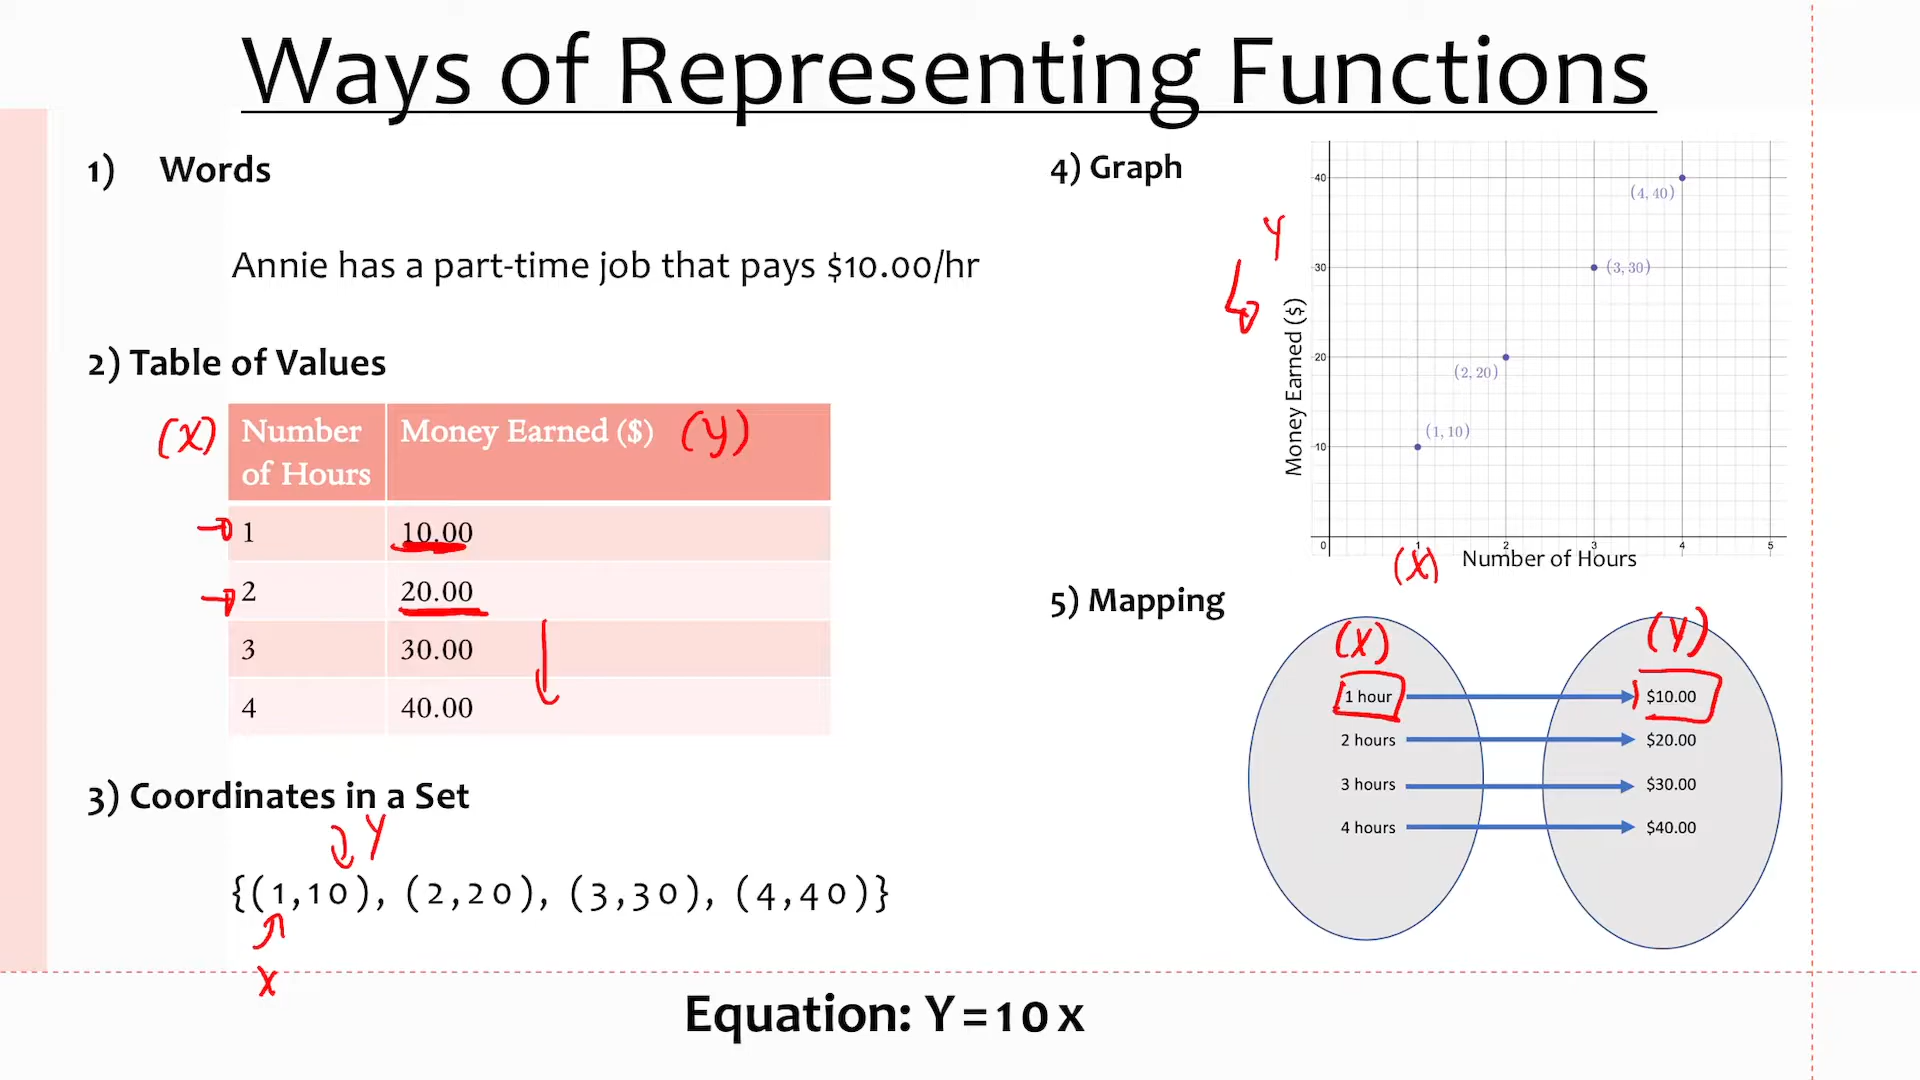 Ways of Representing Functions
1) Words
Annie has a part-time job that pays $10.00/hr
2) Table of Values
(x) Number of Hours Money Earned ($) (y)
1 10.00
2 20.00
3 30.00
4 40.00
3) Coordinates in a Set
Y
{(1,10), (2,20), (3,30), (4,40)}
x
4) Graph
Y
Money Earned ($)
40
30
20
10
(4, 40)
(3, 30)
(2, 20)
(1, 10)
0 1 2 3 4 5
(x) Number of Hours
5) Mapping
(x) (y)
1 hour $10.00
2 hours $20.00
3 hours $30.00
4 hours $40.00
Equation: Y=10x